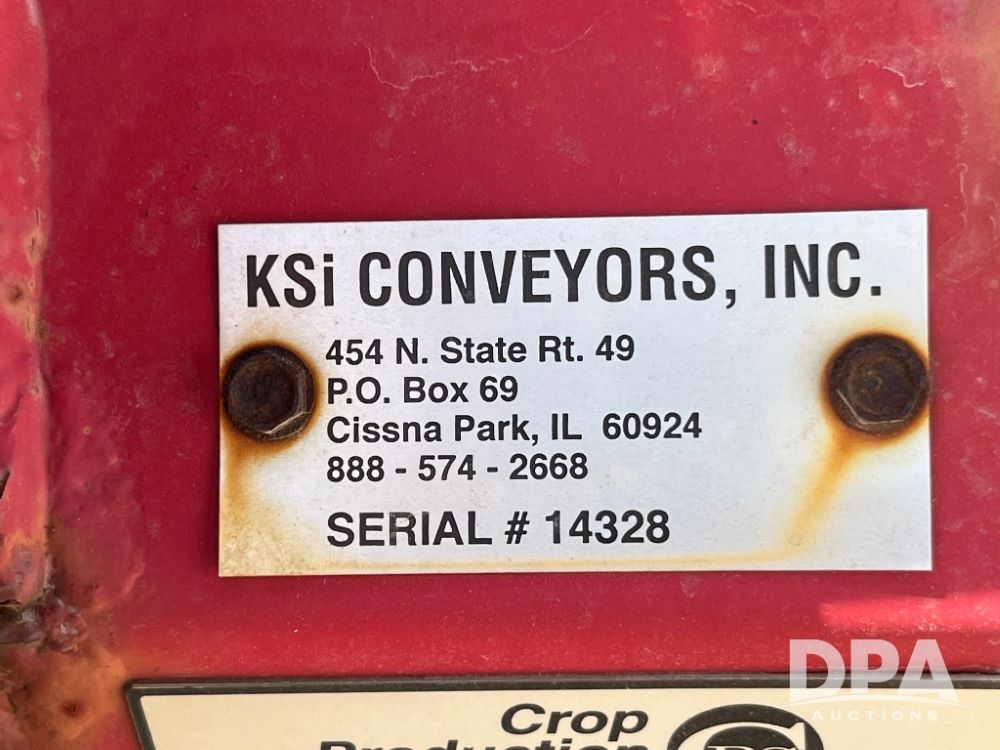 KSi CONVEYORS, INC.
454 N. State Rt. 49
P.O. Box 69
Cissna Park, IL 60924
888 - 574 - 2668
SERIAL # 14328
DPA
AUCTIONS
Crop
Production